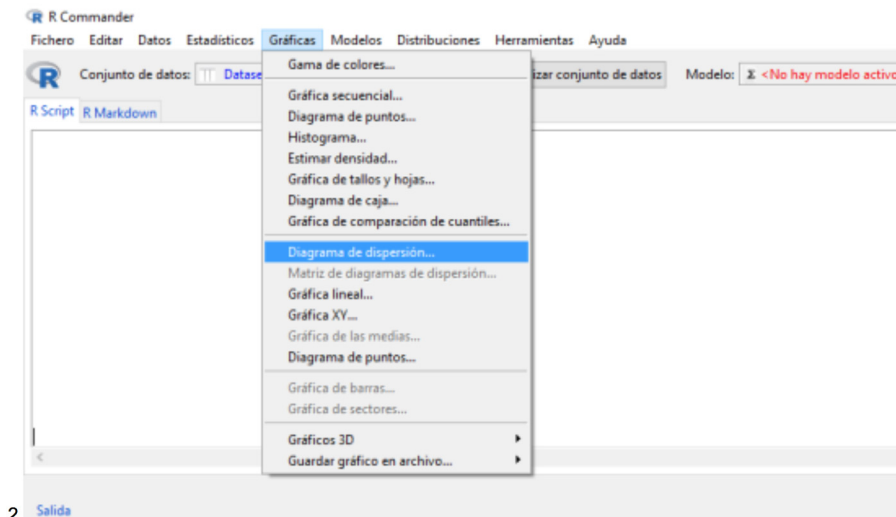 R Commander
Fichero Editar Datos Estadísticos Gráficas Modelos Distribuciones Herramientas Ayuda
Conjunto de datos: Datase izar conjunto de datos Modelo: Σ <No hay modelo activo
R Script R Markdown
Gama de colores...
Gráfica secuencial...
Diagrama de puntos...
Histograma...
Estimar densidad...
Gráfica de tallos y hojas...
Diagrama de caja...
Gráfica de comparación de cuantiles...
Diagrama de dispersión...
Matriz de diagramas de dispersión...
Gráfica lineal...
Gráfica XY...
Gráfica de las medias...
Diagrama de puntos...
Gráfica de barras...
Gráfica de sectores...
Gráficos 3D
Guardar gráfico en archivo...
2 Salida